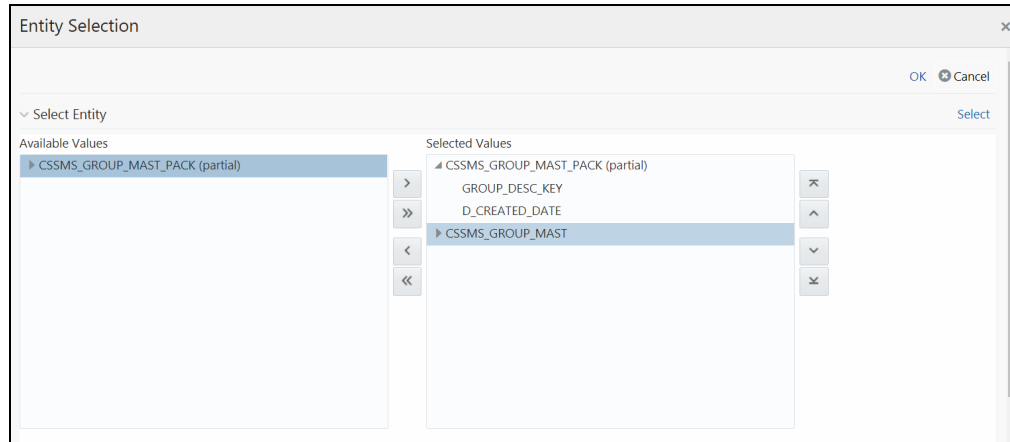 Entity Selection
OK Cancel
Select Entity
Select
Available Values
Selected Values
CSSMS_GROUP_MAST_PACK (partial)
CSSMS_GROUP_MAST_PACK (partial)
GROUP_DESC_KEY
D_CREATED_DATE
CSSMS_GROUP_MAST